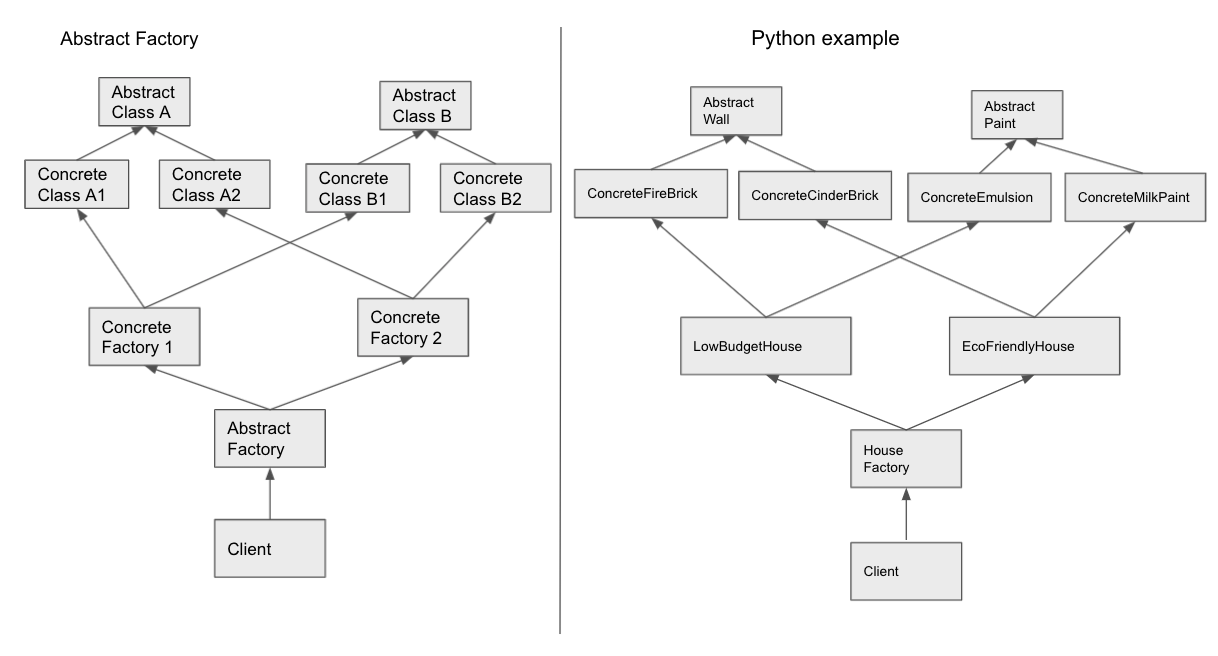 Abstract Factory
Abstract
Class A
Abstract
Class B
Concrete
Class A1
Concrete
Class A2
Concrete
Class B1
Concrete
Class B2
Concrete
Factory 1
Concrete
Factory 2
Abstract
Factory
Client
Python example
Abstract
Wall
Abstract
Paint
ConcreteFireBrick
ConcreteCinderBrick
ConcreteEmulsion
ConcreteMilkPaint
LowBudgetHouse
EcoFriendlyHouse
House
Factory
Client